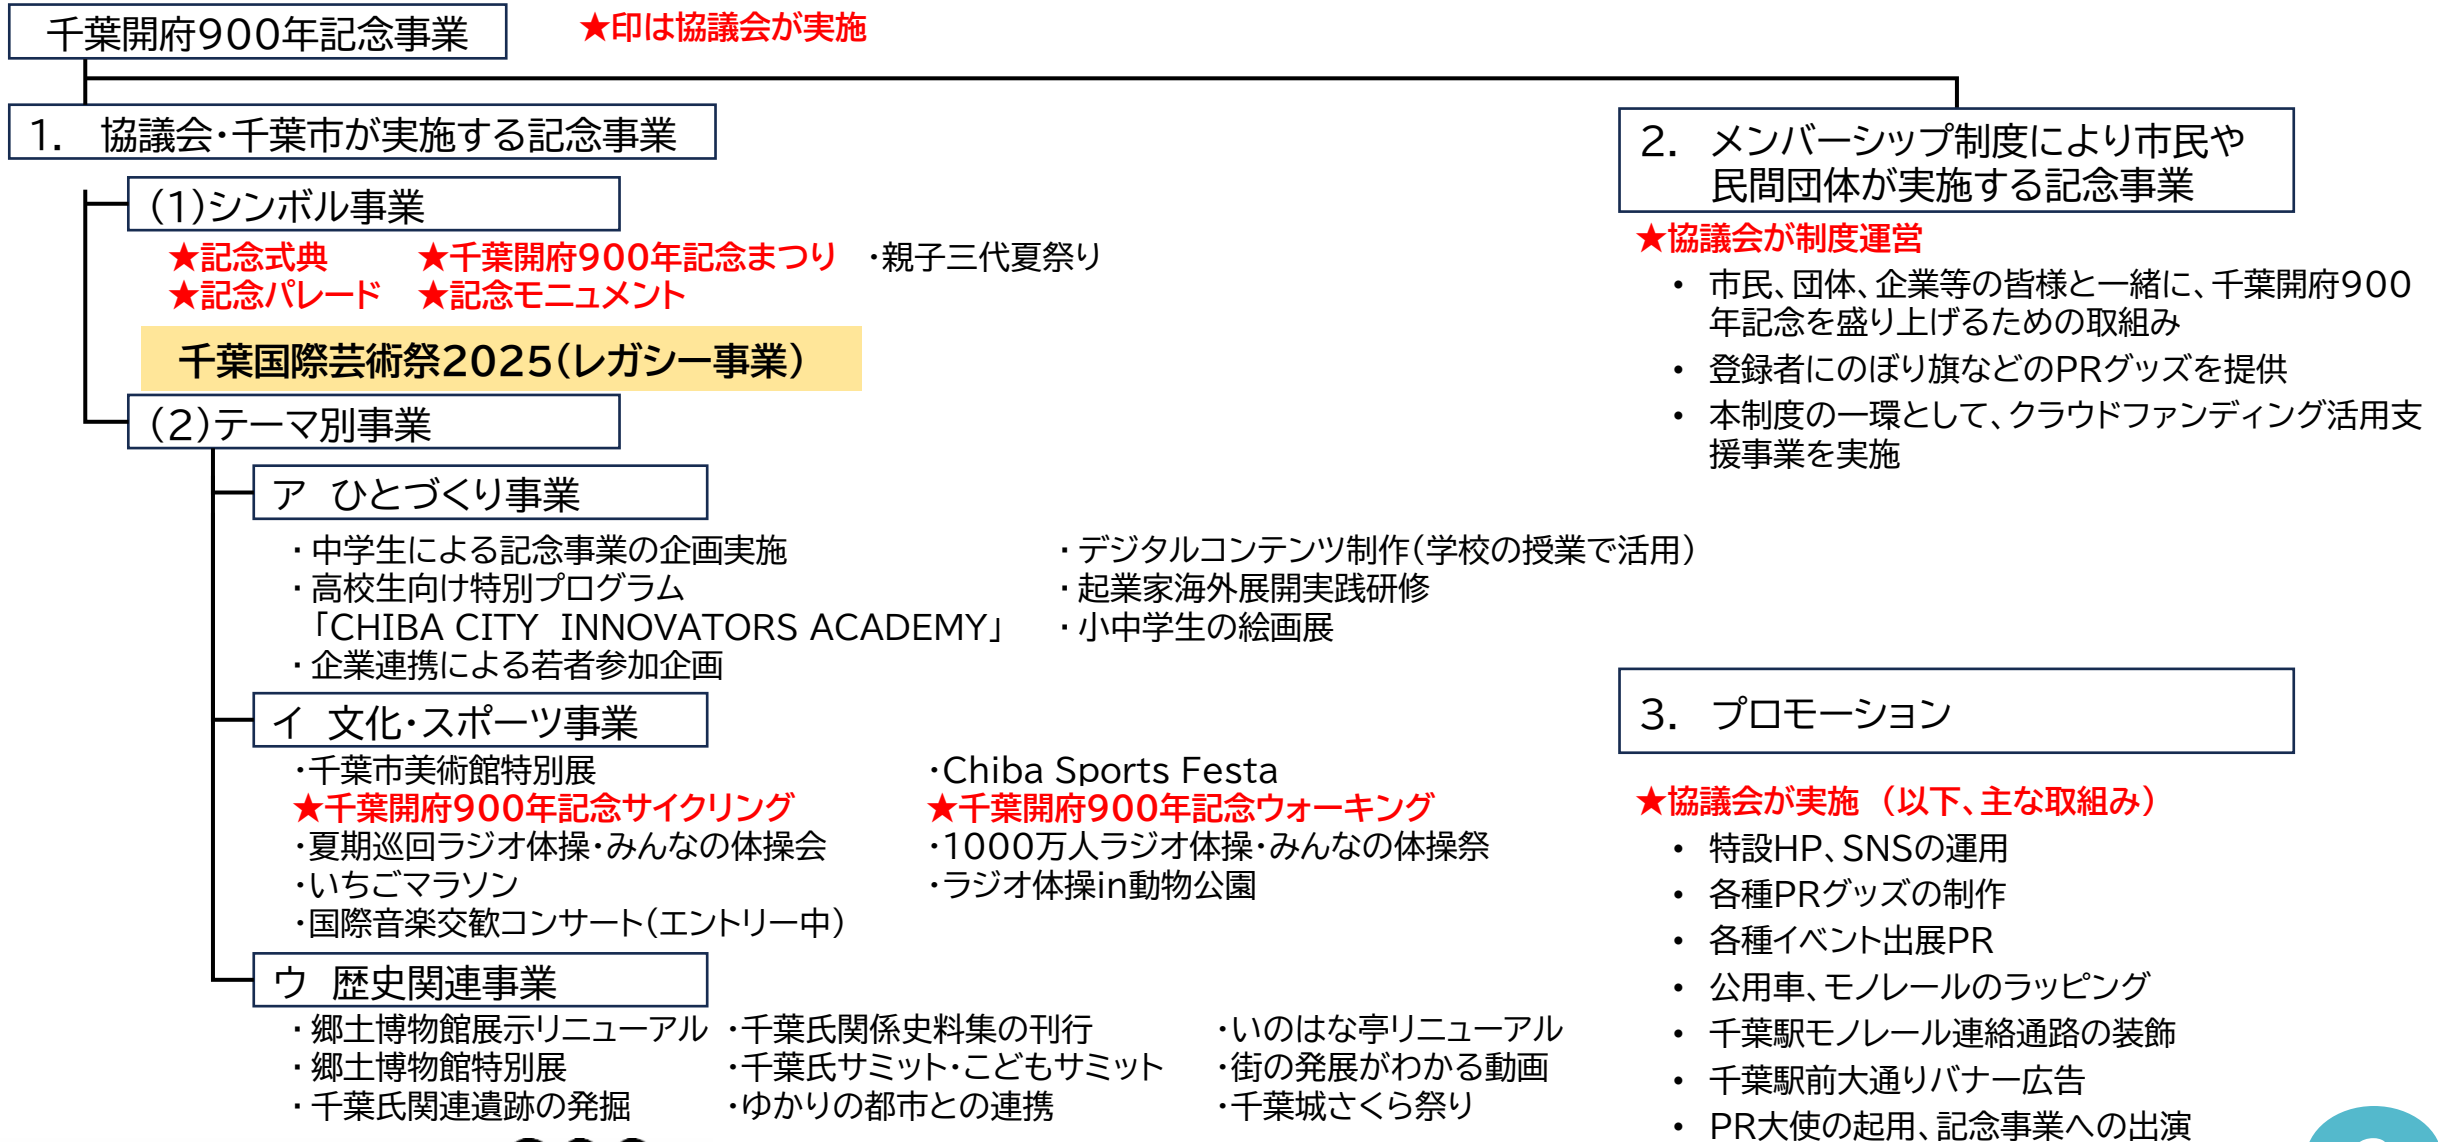 千葉開府900年記念事業
★印は協議会が実施
1.　協議会・千葉市が実施する記念事業
(1)シンボル事業
★記念式典　★千葉開府900年記念まつり　・親子三代夏祭り
★記念パレード　★記念モニュメント
千葉国際芸術祭2025(レガシー事業)
(2)テーマ別事業
ア　ひとづくり事業
・中学生による記念事業の企画実施　・デジタルコンテンツ制作(学校の授業で活用)
・高校生向け特別プログラム　・起業家海外展開実践研修
「CHIBA CITY　INNOVATORS ACADEMY」　・小中学生の絵画展
・企業連携による若者参加企画
イ　文化・スポーツ事業
・千葉市美術館特別展　・Chiba Sports Festa
★千葉開府900年記念サイクリング　★千葉開府900年記念ウォーキング
・夏期巡回ラジオ体操・みんなの体操会　・1000万人ラジオ体操・みんなの体操祭
・いちごマラソン　・ラジオ体操in動物公園
・国際音楽交歓コンサート(エントリー中)
ウ　歴史関連事業
・郷土博物館展示リニューアル　・千葉氏関係史料集の刊行　・いのはな亭リニューアル
・郷土博物館特別展　・千葉氏サミット・こどもサミット　・街の発展がわかる動画
・千葉氏関連遺跡の発掘　・ゆかりの都市との連携　・千葉城さくら祭り
2.　メンバーシップ制度により市民や
民間団体が実施する記念事業
★協議会が制度運営
• 市民、団体、企業等の皆様と一緒に、千葉開府900
年記念を盛り上げるための取組み
• 登録者にのぼり旗などのPRグッズを提供
• 本制度の一環として、クラウドファンディング活用支
援事業を実施
3.　プロモーション
★協議会が実施（以下、主な取組み）
• 特設HP、SNSの運用
• 各種PRグッズの制作
• 各種イベント出展PR
• 公用車、モノレールのラッピング
• 千葉駅モノレール連絡通路の装飾
• 千葉駅前大通りバナー広告
• PR大使の起用、記念事業への出演